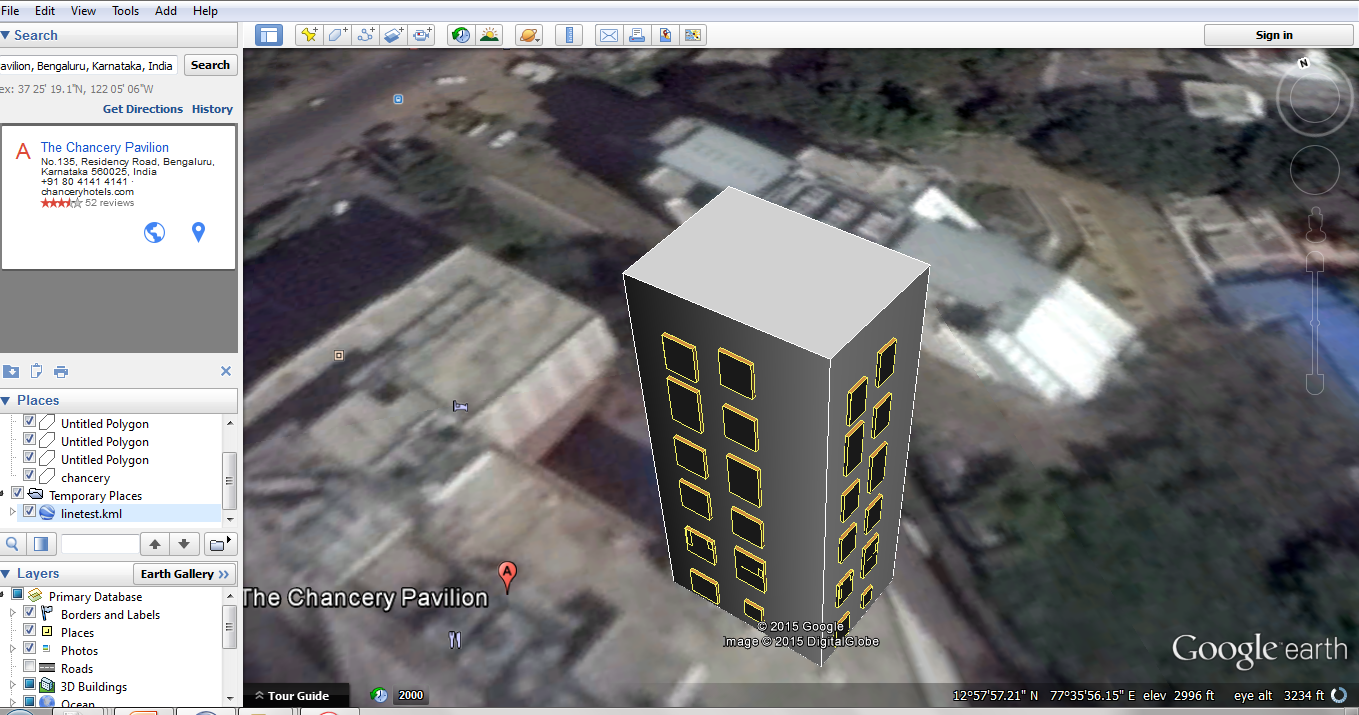 File Edit View Tools Add Help
Search
avilion, Bengaluru, Karnataka, India Search
ex: 37 25' 19.1"N, 122 05' 06"W
Get Directions History
A The Chancery Pavilion
No.135, Residency Road, Bengaluru,
Karnataka 560025, India
+91 80 4141 4141 ·
chanceryhotels.com
52 reviews
Places
Untitled Polygon
Untitled Polygon
Untitled Polygon
chancery
Temporary Places
linetest.kml
Layers Earth Gallery »
Primary Database
Borders and Labels
Places
Photos
Roads
3D Buildings
Ocean
Sign in
N
A
The Chancery Pavilion
© 2015 Google
Image © 2015 DigitalGlobe
Google earth
Tour Guide 2000 12°57'57.21" N 77°35'56.15" E elev 2996 ft eye alt 3234 ft